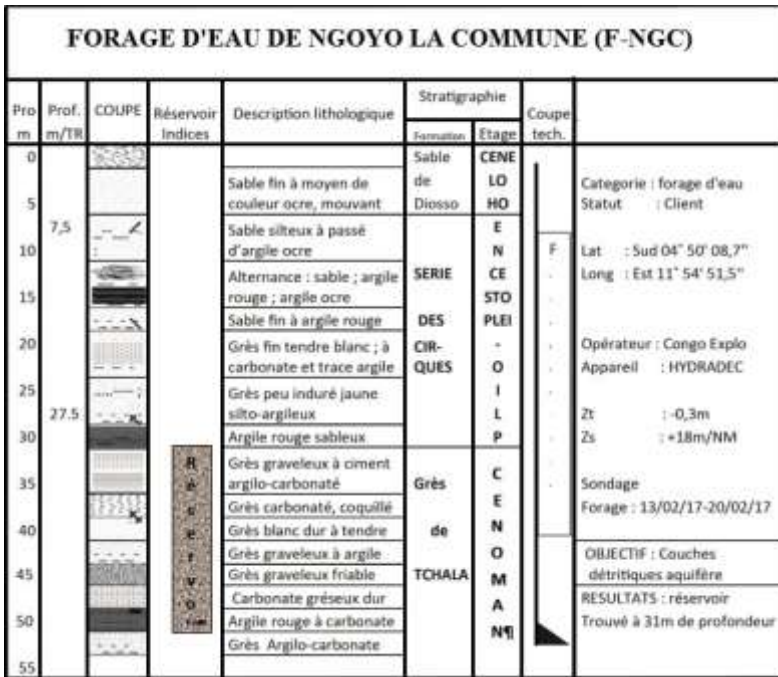 FORAGE D'EAU DE NGOYO LA COMMUNE (F-NGC)
Pro m
Prof. m/TR
COUPE
Réservoir Indices
Description lithologique
Stratigraphie
Formation
Etage
Coupe tech.
0
5
10
15
20
25
30
35
40
45
50
55
7,5
27.5
Réservoir
Sable fin à moyen de
couleur ocre, mouvant
Sable silteux à passé
d'argile ocre
Alternance : sable ; argile
rouge ; argile ocre
Sable fin à argile rouge
Grès fin tendre blanc ; à
carbonate et trace argile
Grès peu induré jaune
silto-argileux
Argile rouge sableux
Grès graveleux à ciment
argilo-carbonaté
Grès carbonaté, coquillé
Grès blanc dur à tendre
Grès graveleux à argile
Grès graveleux friable
Carbonate gréseux dur
Argile rouge à carbonate
Grès Argilo-carbonate
Sable
de
Diosso
SERIE
DES
CIR-
QUES
Grès
de
TCHALA
CENE
LO
HO
E
N
CE
STO
PLEI
-
O
I
L
P
C
E
N
O
M
A
N¶
F
Categorie : forage d'eau
Statut : Client
Lat : Sud 04° 50' 08,7"
Long : Est 11° 54' 51,5"
Opérateur : Congo Explo
Appareil : HYDRADEC
Zt : -0,3m
Zs : +18m/NM
Sondage
Forage : 13/02/17-20/02/17
OBJECTIF : Couches
détritiques aquifère
RESULTATS : réservoir
Trouvé à 31m de profondeur